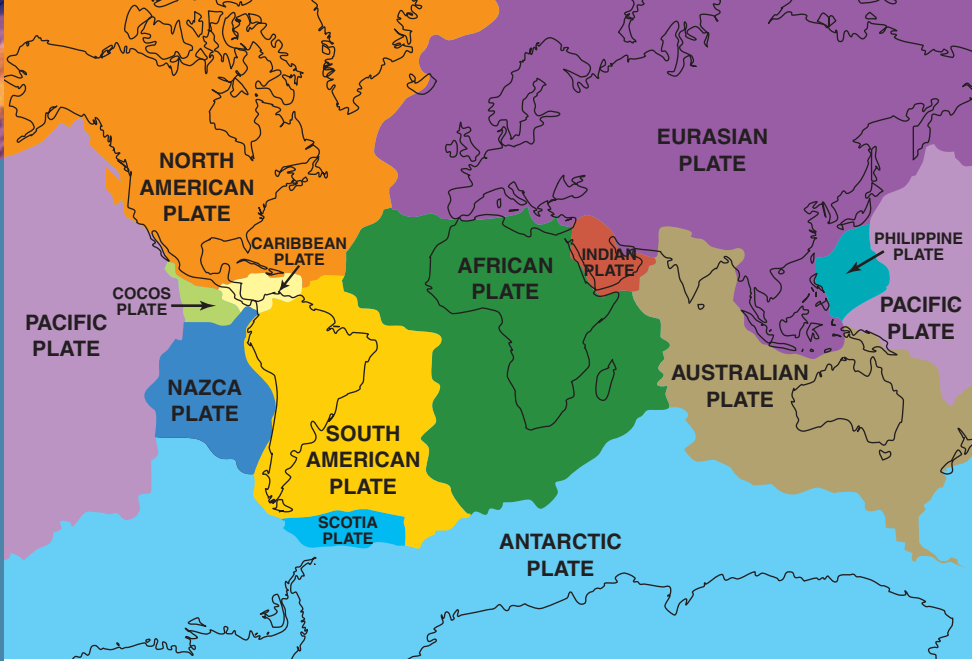 NORTH
AMERICAN
PLATE
EURASIAN
PLATE
CARIBBEAN
PLATE
PHILIPPINE
PLATE
AFRICAN
PLATE
INDIAN
PLATE
COCOS
PLATE
PACIFIC
PLATE
PACIFIC
PLATE
NAZCA
PLATE
AUSTRALIAN
PLATE
SOUTH
AMERICAN
PLATE
SCOTIA
PLATE
ANTARCTIC
PLATE